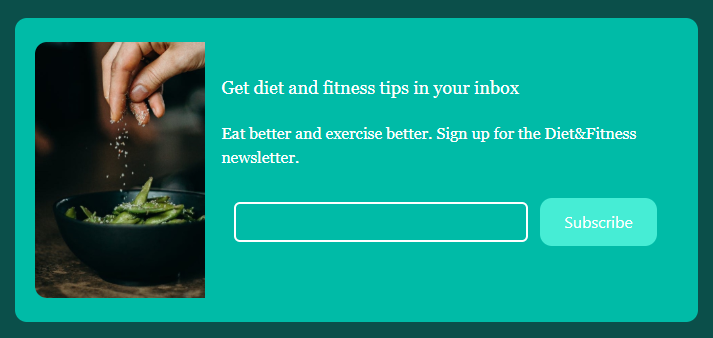 Get diet and fitness tips in your inbox
Eat better and exercise better. Sign up for the Diet&Fitness
newsletter.
Subscribe